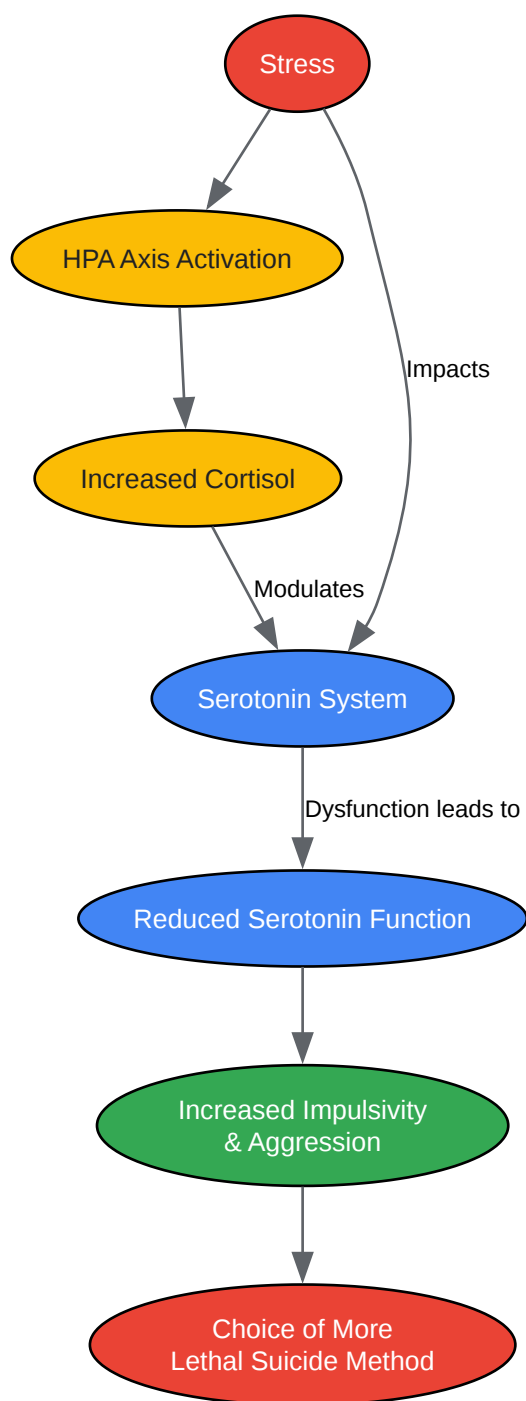 Stress
HPA Axis Activation
Impacts
Increased Cortisol
Modulates
Serotonin System
Dysfunction leads to
Reduced Serotonin Function
Increased Impulsivity
& Aggression
Choice of More
Lethal Suicide Method